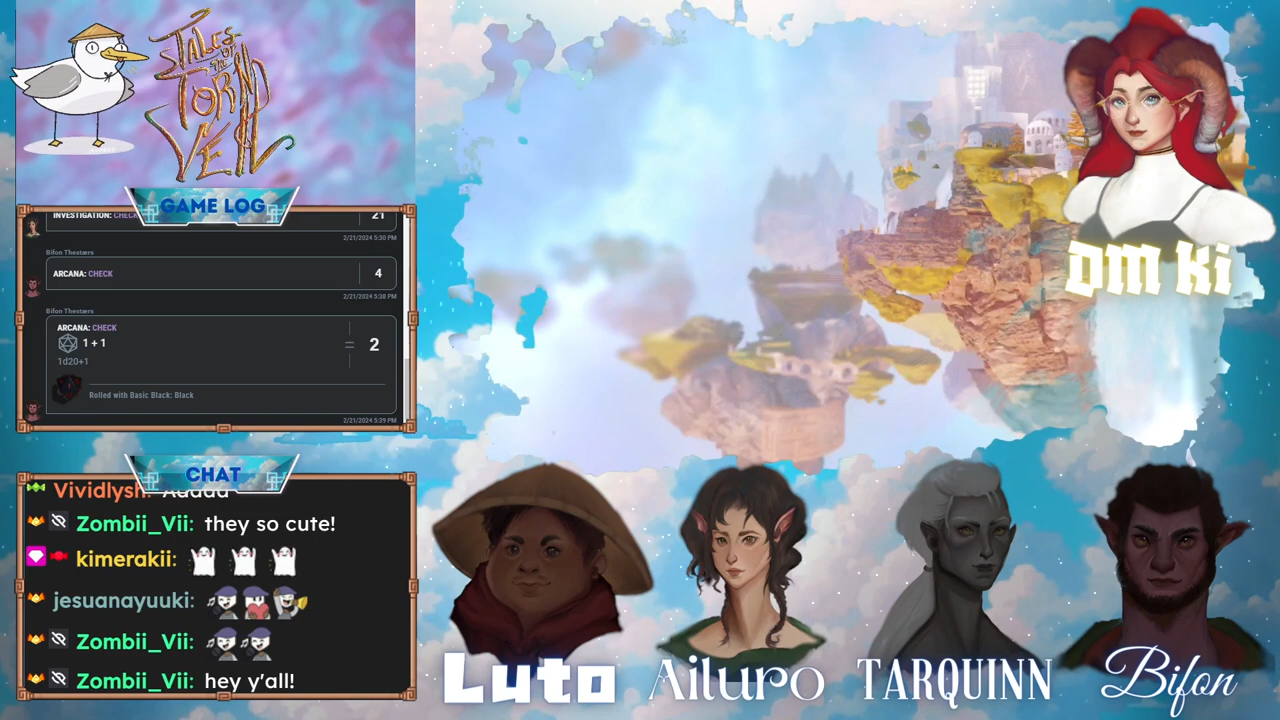 TALES
OF
THE
TORN
VEIL
GAME LOG
INVESTIGATION: CHECK
21
2/21/2024 5:30 PM
Bifon Thestærs
ARCANA: CHECK
4
2/21/2024 5:38 PM
Bifon Thestærs
ARCANA: CHECK
1 + 1
= 2
1d20+1
Rolled with Basic Black: Black
2/21/2024 5:39 PM
CHAT
Vividlysh:
Zombii_Vii: they so cute!
kimerakii:
jesuanayuuki:
Zombii_Vii:
Zombii_Vii: hey y'all!
DM Ki
Luto
Ailuro
TARQUINN
Bifon